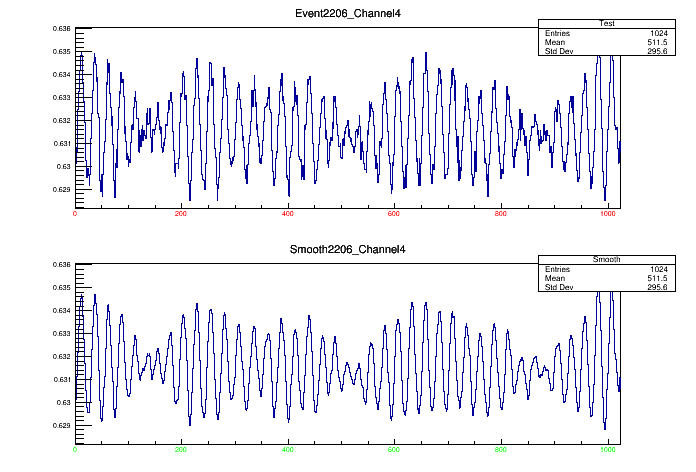 Event2206_Channel4
Test
Entries 1024
Mean 511.5
Std Dev 295.6
0.636
0.635
0.634
0.633
0.632
0.631
0.63
0.629
0 200 400 600 800 1000
Smooth2206_Channel4
Smooth
Entries 1024
Mean 511.5
Std Dev 295.6
0.636
0.635
0.634
0.633
0.632
0.631
0.63
0.629
0 200 400 600 800 1000